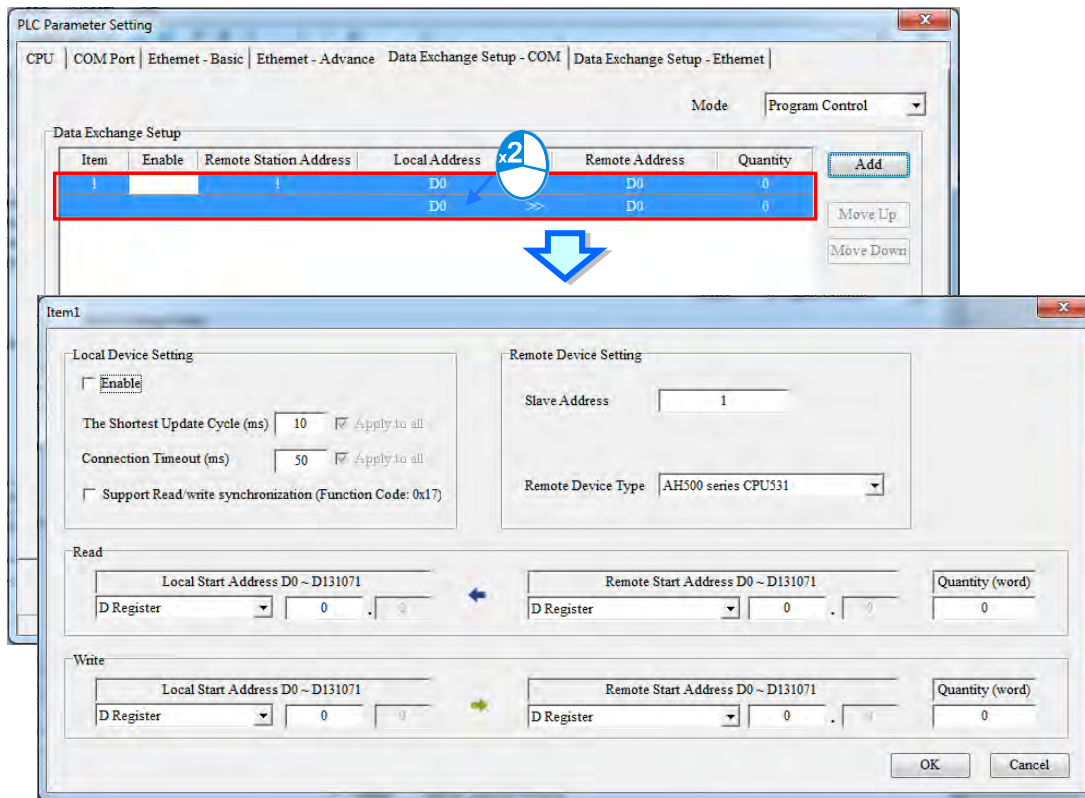 PLC Parameter Setting
CPU COM Port Ethernet - Basic Ethernet - Advance Data Exchange Setup - COM Data Exchange Setup - Ethernet
Mode Program Control
Data Exchange Setup
Item Enable Remote Station Address Local Address Remote Address Quantity
1 1 D0 D0 0
D0 >> D0 0
x2
Add
Move Up
Move Down
Item1
Local Device Setting
Enable
The Shortest Update Cycle (ms) 10 Apply to all
Connection Timeout (ms) 50 Apply to all
Support Read/write synchronization (Function Code: 0x17)
Remote Device Setting
Slave Address 1
Remote Device Type AH500 series CPU531
Read
Local Start Address D0 ~ D131071 Remote Start Address D0 ~ D131071 Quantity (word)
D Register 0 . 0 D Register 0 . 0 0
Write
Local Start Address D0 ~ D131071 Remote Start Address D0 ~ D131071 Quantity (word)
D Register 0 0 D Register 0 . 0 0
OK Cancel